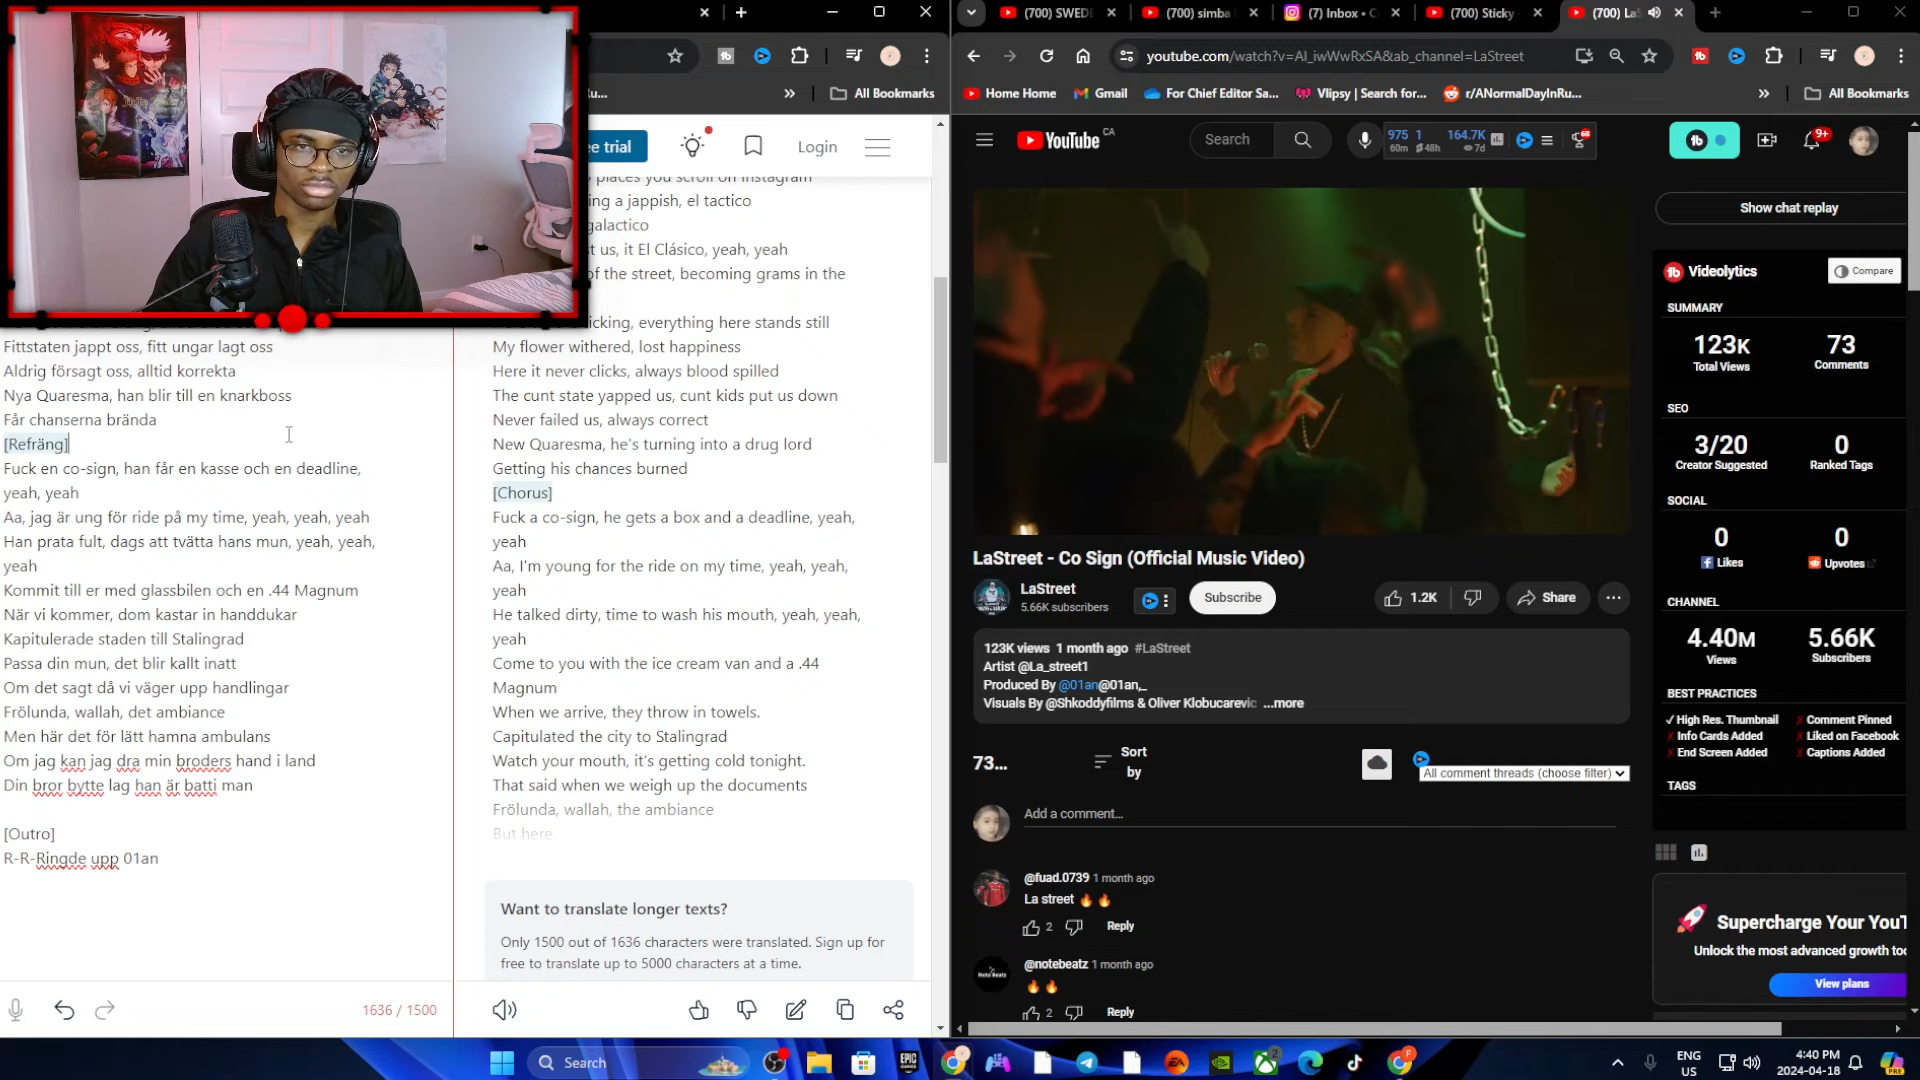 (700) SWEDE
(700) simba
(7) Inbox • C
(700) Sticky
(700) La
youtube.com/watch?v=AI_iwWwRxSA&ab_channel=LaStreet
All Bookmarks
Home Home
Gmail
For Chief Editor Sa...
Vlipsy | Search for...
r/ANormalDayInRu...
All Bookmarks
ee trial
Login
places you scroll on Instagram
ng a jappish, el tactico
galactico
st us, it El Clásico, yeah, yeah
of the street, becoming grams in the
icking, everything here stands still
My flower withered, lost happiness
Here it never clicks, always blood spilled
The cunt state yapped us, cunt kids put us down
Never failed us, always correct
New Quaresma, he's turning into a drug lord
Getting his chances burned
[Chorus]
Fuck a co-sign, he gets a box and a deadline, yeah,
yeah
Aa, I'm young for the ride on my time, yeah, yeah,
yeah
He talked dirty, time to wash his mouth, yeah, yeah,
yeah
Come to you with the ice cream van and a .44
Magnum
When we arrive, they throw in towels.
Capitulated the city to Stalingrad
Watch your mouth, it's getting cold tonight.
That said when we weigh up the documents
Frölunda, wallah, the ambiance
But here
Want to translate longer texts?
Only 1500 out of 1636 characters were translated. Sign up for
free to translate up to 5000 characters at a time.
Fittstaten jappt oss, fitt ungar lagt oss
Aldrig försagt oss, alltid korrekta
Nya Quaresma, han blir till en knarkboss
Får chanserna brända
[Refräng]
Fuck en co-sign, han får en kasse och en deadline,
yeah, yeah
Aa, jag är ung för ride på my time, yeah, yeah, yeah
Han prata fult, dags att tvätta hans mun, yeah, yeah,
yeah
Kommit till er med glassbilen och en .44 Magnum
När vi kommer, dom kastar in handdukar
Kapitulerade staden till Stalingrad
Passa din mun, det blir kallt inatt
Om det sagt då vi väger upp handlingar
Frölunda, wallah, det ambiance
Men här det för lätt hamna ambulans
Om jag kan jag dra min broders hand i land
Din bror bytte lag han är batti man
[Outro]
R-R-Ringde upp 01an
1636 / 1500
YouTube CA
Search
975 1 164.7K
60m 48h 7d
9+
LaStreet - Co Sign (Official Music Video)
LaStreet
5.66K subscribers
Subscribe
1.2K
Share
123K views 1 month ago #LaStreet
Artist @La_street1
Produced By @01an@01an,_
Visuals By @Shkoddyfilms & Oliver Klobucarevic ...more
73...
Sort
by
All comment threads (choose filter)
Add a comment...
@fuad.0739 1 month ago
La street 🔥 🔥
2 Reply
@notebeatz 1 month ago
🔥 🔥
2 Reply
Show chat replay
Videolytics
Compare
SUMMARY
123K 73
Total Views Comments
SEO
3/20 0
Creator Suggested Ranked Tags
SOCIAL
0 0
Likes Upvotes
CHANNEL
4.40M 5.66K
Views Subscribers
BEST PRACTICES
✓ High Res. Thumbnail ✗ Comment Pinned
✗ Info Cards Added ✗ Liked on Facebook
✗ End Screen Added ✗ Captions Added
TAGS
Supercharge Your YouT
Unlock the most advanced growth too
View plans
Search
ENG
US
4:40 PM
2024-04-18